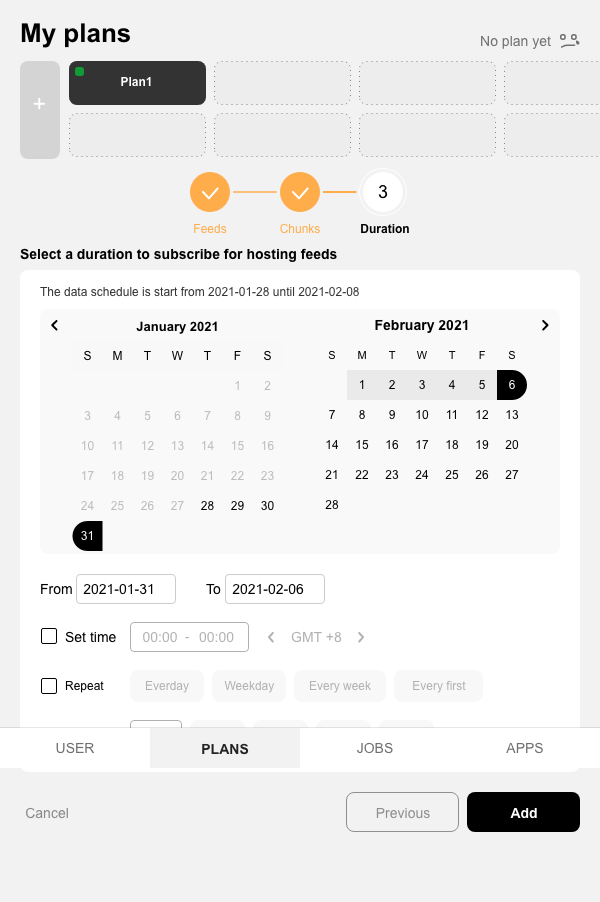 My plans
No plan yet
+
Plan1
3
Feeds
Chunks
Duration
Select a duration to subscribe for hosting feeds
The data schedule is start from 2021-01-28 until 2021-02-08
January 2021
S M T W T F S
1 2
3 4 5 6 7 8 9
10 11 12 13 14 15 16
17 18 19 20 21 22 23
24 25 26 27 28 29 30
31
February 2021
S M T W T F S
1 2 3 4 5 6
7 8 9 10 11 12 13
14 15 16 17 18 19 20
21 22 23 24 25 26 27
28
From 2021-01-31 To 2021-02-06
Set time 00:00 - 00:00 GMT +8
Repeat Everday Weekday Every week Every first
USER PLANS JOBS APPS
Cancel Previous Add